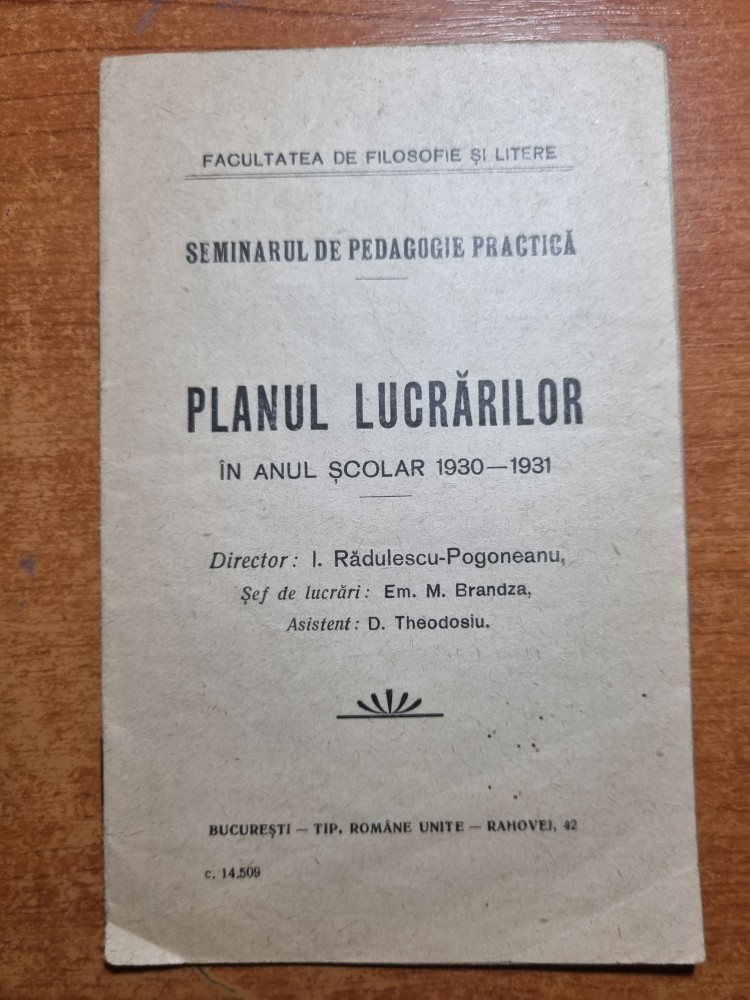 FACULTATEA DE FILOSOFIE ȘI LITERE
SEMINARUL DE PEDAGOGIE PRACTICĂ
PLANUL LUCRĂRILOR
ÎN ANUL ȘCOLAR 1930—1931
Director: I. Rădulescu-Pogoneanu,
Șef de lucrări: Em. M. Brandza,
Asistent: D. Theodosiu.
BUCUREȘTI — TIP. ROMÂNE UNITE — RAHOVEI, 42
c. 14.509